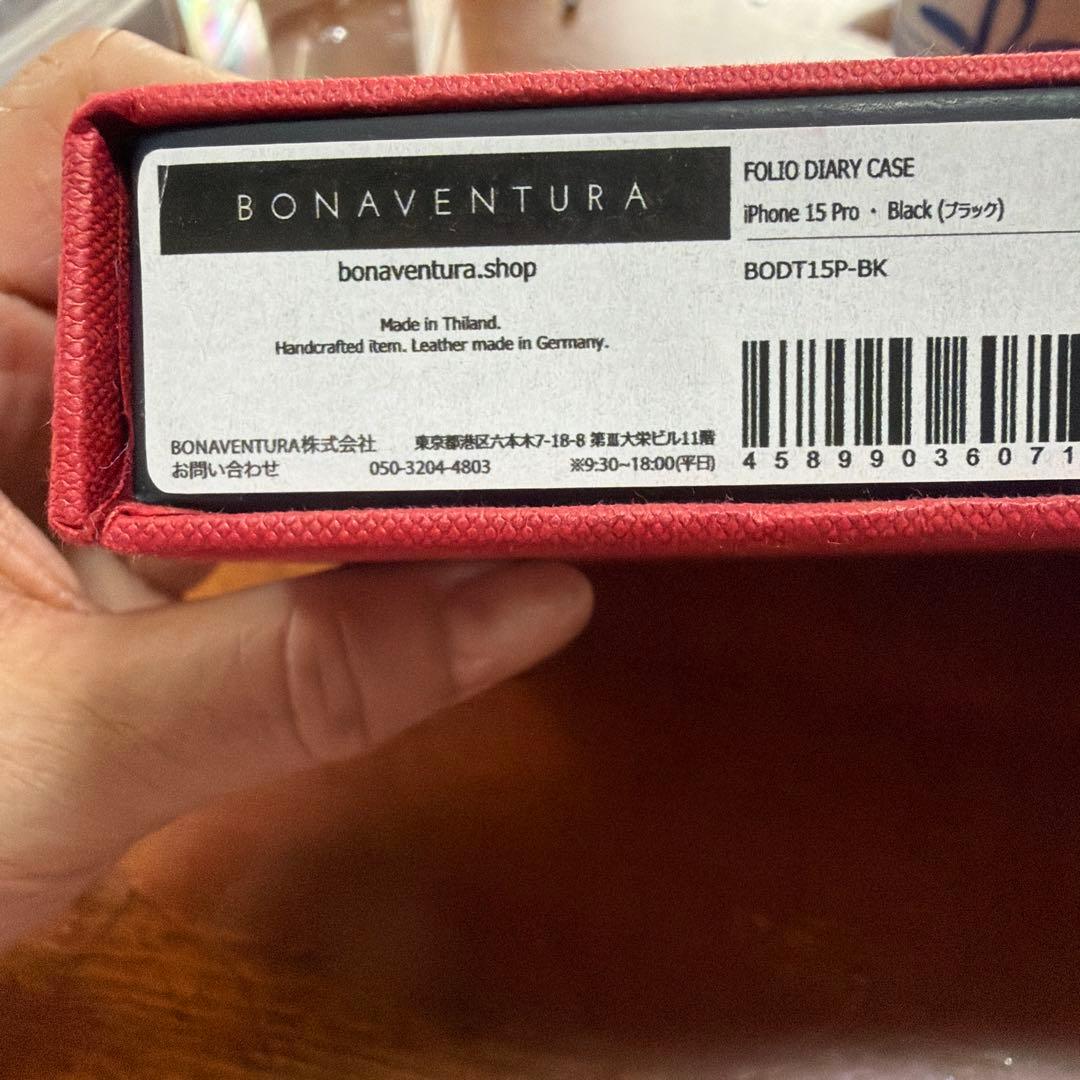 BONAVENTURA
bonaventura.shop
Made in Thiland.
Handcrafted item. Leather made in Germany.
BONAVENTURA株式会社 東京都港区六本木7-18-8 第Ⅲ大栄ビル11階
お問い合わせ 050-3204-4803 ※9:30~18:00(平日)
FOLIO DIARY CASE
iPhone 15 Pro・Black (ブラック)
BODT15P-BK
4589903607 1